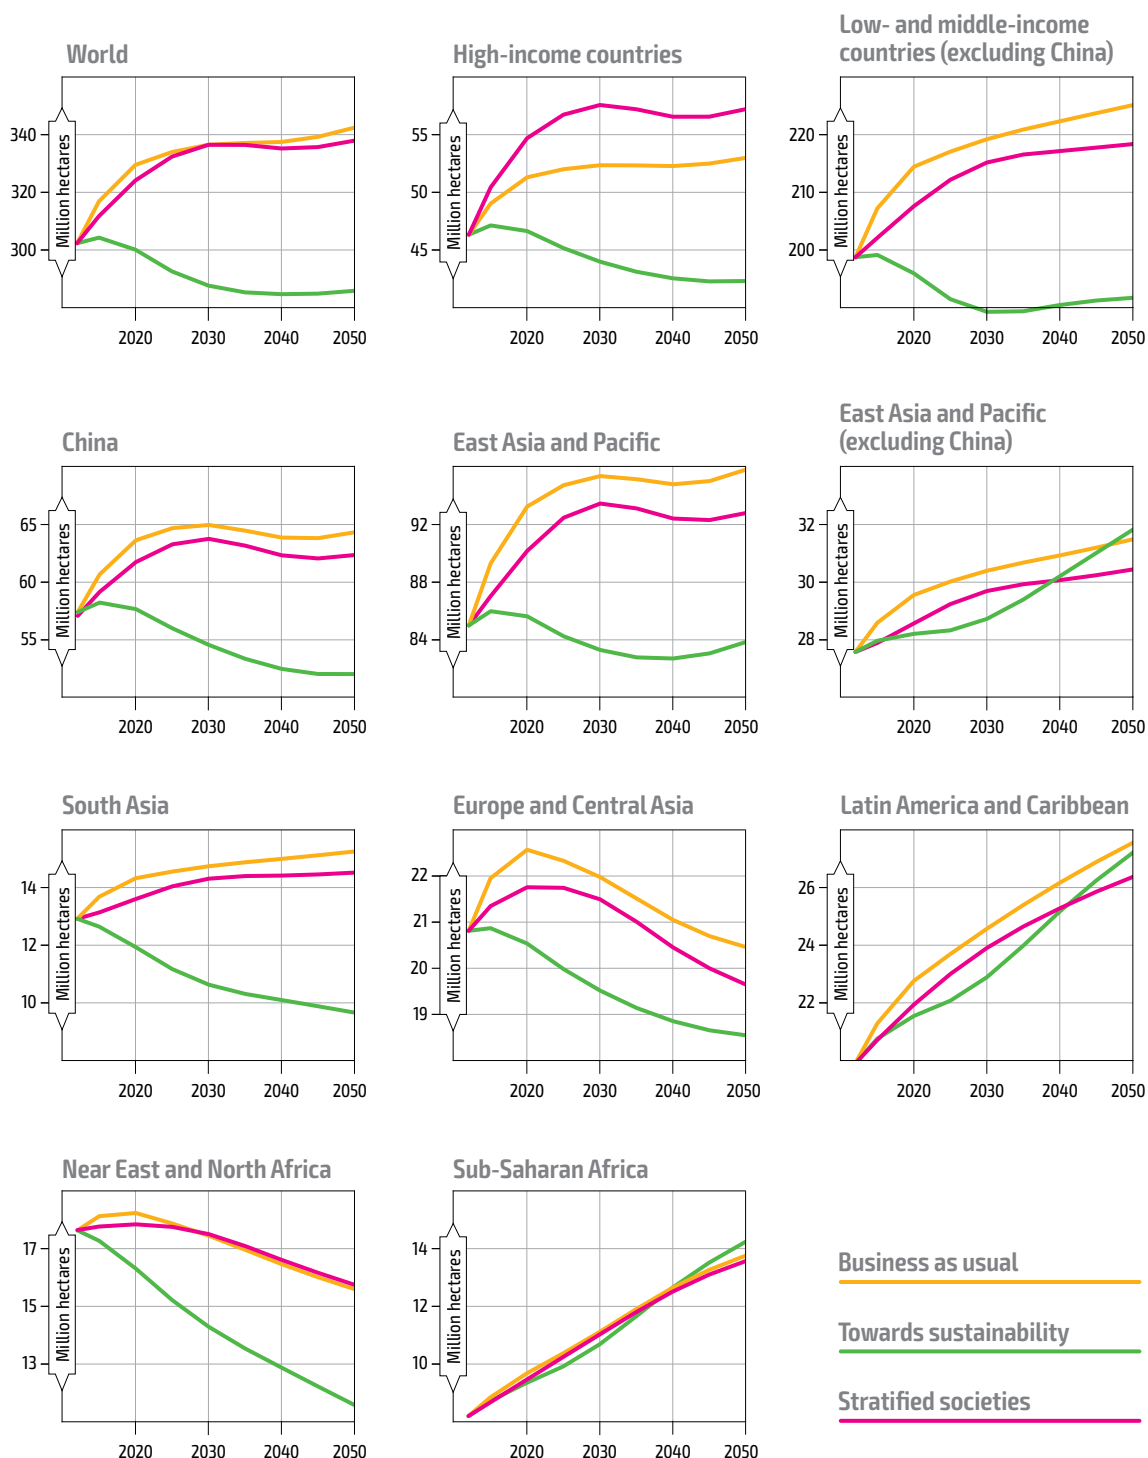 World
340
320
300
Million hectares
2020 2030 2040 2050
High-income countries
55
50
45
Million hectares
2020 2030 2040 2050
Low- and middle-income
countries (excluding China)
220
210
200
Million hectares
2020 2030 2040 2050
China
65
60
55
Million hectares
2020 2030 2040 2050
East Asia and Pacific
92
88
84
Million hectares
2020 2030 2040 2050
East Asia and Pacific
(excluding China)
32
30
28
Million hectares
2020 2030 2040 2050
South Asia
14
12
10
Million hectares
2020 2030 2040 2050
Europe and Central Asia
22
21
20
19
Million hectares
2020 2030 2040 2050
Latin America and Caribbean
26
24
22
Million hectares
2020 2030 2040 2050
Near East and North Africa
17
15
13
Million hectares
2020 2030 2040 2050
Sub-Saharan Africa
14
12
10
Million hectares
2020 2030 2040 2050
Business as usual
Towards sustainability
Stratified societies